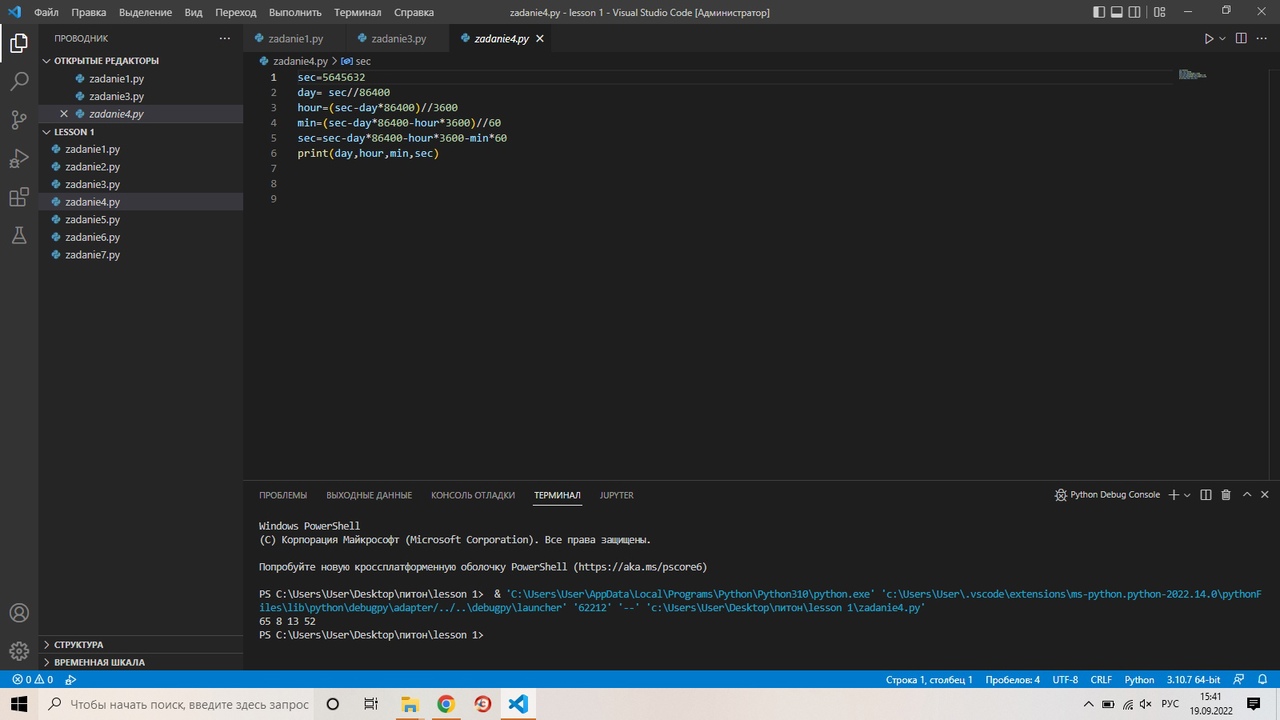 Файл Правка Выделение Вид Переход Выполнить Терминал Справка zadanie4.py - lesson 1 - Visual Studio Code [Администратор]
ПРОВОДНИК
ОТКРЫТЫЕ РЕДАКТОРЫ
zadanie1.py
zadanie3.py
zadanie4.py
LESSON 1
zadanie1.py
zadanie2.py
zadanie3.py
zadanie4.py
zadanie5.py
zadanie6.py
zadanie7.py
СТРУКТУРА
ВРЕМЕННАЯ ШКАЛА
zadanie1.py zadanie3.py zadanie4.py
zadanie4.py > sec
1 sec=5645632
2 day= sec//86400
3 hour=(sec-day*86400)//3600
4 min=(sec-day*86400-hour*3600)//60
5 sec=sec-day*86400-hour*3600-min*60
6 print(day,hour,min,sec)
7
8
9
ПРОБЛЕМЫ ВЫХОДНЫЕ ДАННЫЕ КОНСОЛЬ ОТЛАДКИ ТЕРМИНАЛ JUPYTER Python Debug Console
Windows PowerShell
(C) Корпорация Майкрософт (Microsoft Corporation). Все права защищены.
Попробуйте новую кроссплатформенную оболочку PowerShell (https://aka.ms/pscore6)
PS C:\Users\User\Desktop\питон\lesson 1> & 'C:\Users\User\AppData\Local\Programs\Python\Python310\python.exe' 'c:\Users\User\.vscode\extensions\ms-python.python-2022.14.0\pythonF
iles\lib\python\debugpy\adapter/../..\debugpy\launcher' '62212' '--' 'c:\Users\User\Desktop\питон\lesson 1\zadanie4.py'
65 8 13 52
PS C:\Users\User\Desktop\питон\lesson 1>
0 0 Строка 1, столбец 1 Пробелов: 4 UTF-8 CRLF Python 3.10.7 64-bit
Чтобы начать поиск, введите здесь запрос РУС 15:41
19.09.2022